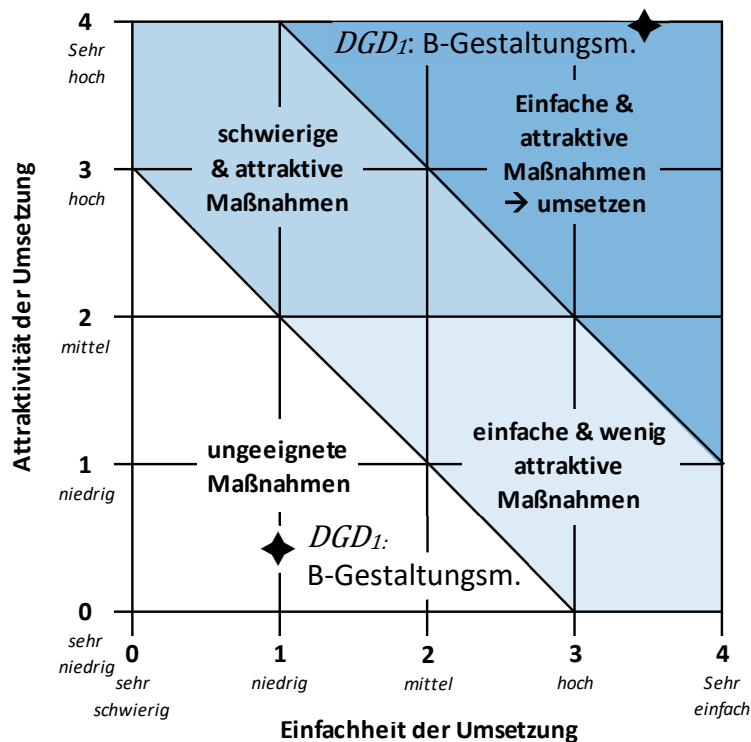 4
Sehr
hoch
DGD1: B-Gestaltungsm.
schwierige
& attraktive
Maßnahmen
Einfache &
attraktive
Maßnahmen
→ umsetzen
3
hoch
2
mittel
Attraktivität der Umsetzung
ungeeignete
Maßnahmen
einfache & wenig
attraktive
Maßnahmen
1
niedrig
DGD1:
B-Gestaltungsm.
0
sehr
niedrig
0
sehr
schwierig
1
niedrig
2
mittel
3
hoch
4
Sehr
einfach
Einfachheit der Umsetzung